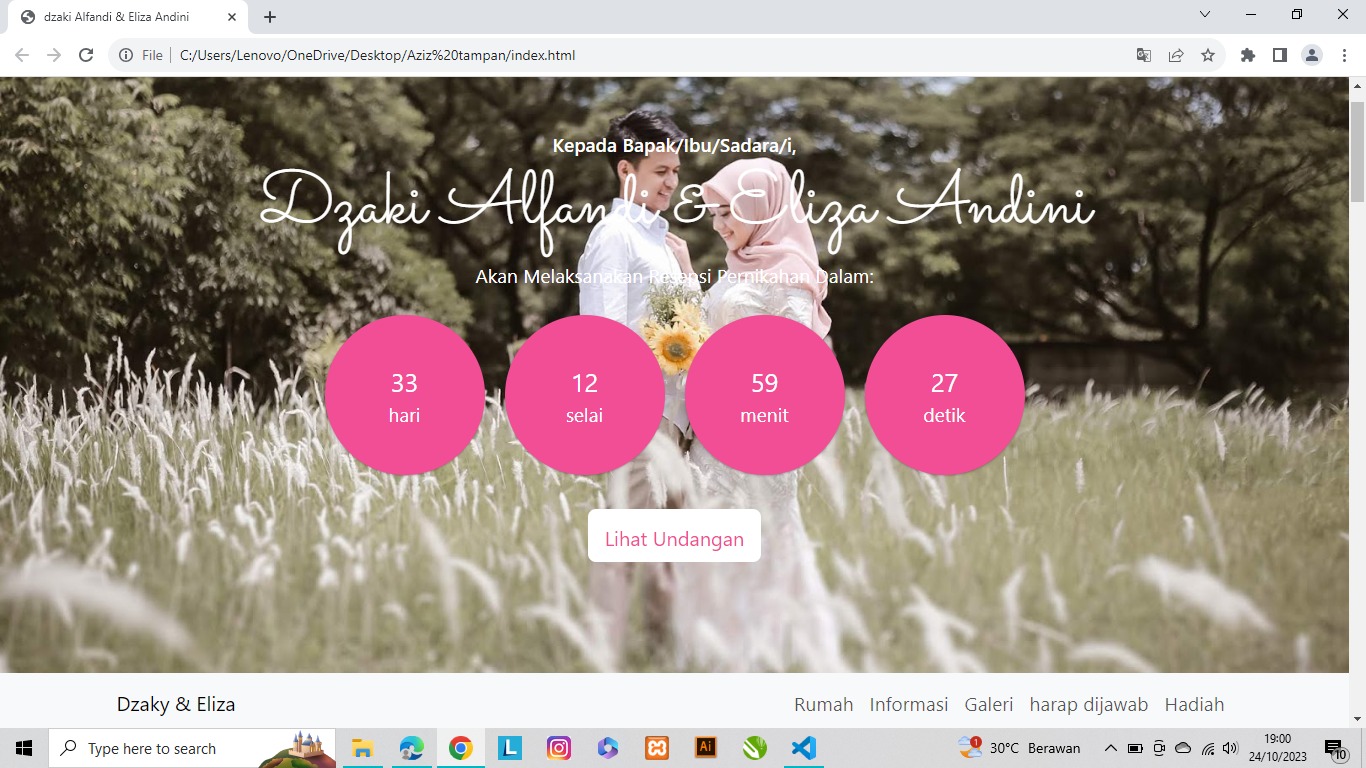 dzaki Alfandi & Eliza Andini
File
C:/Users/Lenovo/OneDrive/Desktop/Aziz%20tampan/index.html
Kepada Bapak/Ibu/Sadara/i,
Dzaki Alfandi & Eliza Andini
Akan Melaksanakan Resepsi Pernikahan Dalam:
33 12 59 27
hari selai menit detik
Lihat Undangan
Dzaky & Eliza Rumah Informasi Galeri harap dijawab Hadiah
Type here to search
L
Ai
1
30°C Berawan
19:00
24/10/2023
10